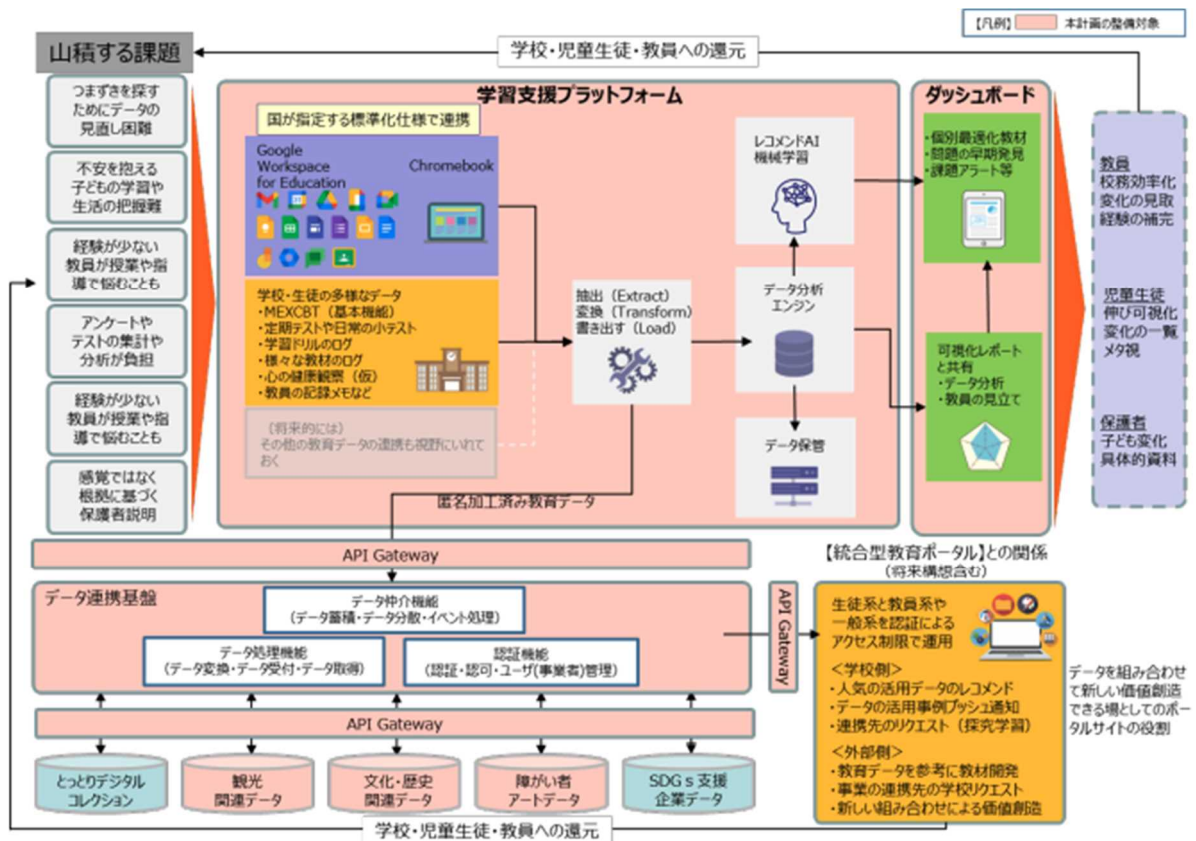 【凡例】 本計画の整備対象
山積する課題
学校・児童生徒・教員への還元
つまずきを探す
ためにデータの
見直し困難
不安を抱える
子どもの学習や
生活の把握難
経験が少ない
教員が授業や指
導で悩むことも
アンケートや
テストの集計や
分析が負担
経験が少ない
教員が授業や指
導で悩むことも
感覚ではなく
根拠に基づく
保護者説明
学習支援プラットフォーム
国が指定する標準化仕様で連携
Google
Workspace
for Education
Chromebook
学校・生徒の多様なデータ
・MEXCBT（基本機能）
・定期テストや日常の小テスト
・学習ドリルのログ
・様々な教材のログ
・心の健康観察（仮）
・教員の記録メモなど
（将来的には）
その他の教育データの連携も視野にいれて
おく
抽出（Extract）
変換（Transform）
書き出す（Load）
レコメンドAI
機械学習
データ分析
エンジン
データ保管
匿名加工済み教育データ
ダッシュボード
・個別最適化教材
・問題の早期発見
・課題アラート等
可視化レポート
と共有
・データ分析
・教員の見立て
教員
校務効率化
変化の見取
経験の補完
児童生徒
伸び可視化
変化の一覧
メタ視
保護者
子ども変化
具体的資料
API Gateway
データ連携基盤
データ仲介機能
（データ蓄積・データ分散・イベント処理）
データ処理機能
（データ変換・データ受付・データ取得）
認証機能
（認証・認可・ユーザ(事業者)管理）
API Gateway
API Gateway
とっとりデジタル
コレクション
観光
関連データ
文化・歴史
関連データ
障がい者
アートデータ
SDGｓ支援
企業データ
【統合型教育ポータル】との関係
（将来構想含む）
生徒系と教員系や
一般系を認証による
アクセス制限で運用
＜学校側＞
・人気の活用データのレコメンド
・データの活用事例プッシュ通知
・連携先のリクエスト（探究学習）
＜外部側＞
・教育データを参考に教材開発
・事業の連携先の学校リクエスト
・新しい組み合わせによる価値創造
データを組み合わせ
て新しい価値創造
できる場としてのポー
タルサイトの役割
学校・児童生徒・教員への還元